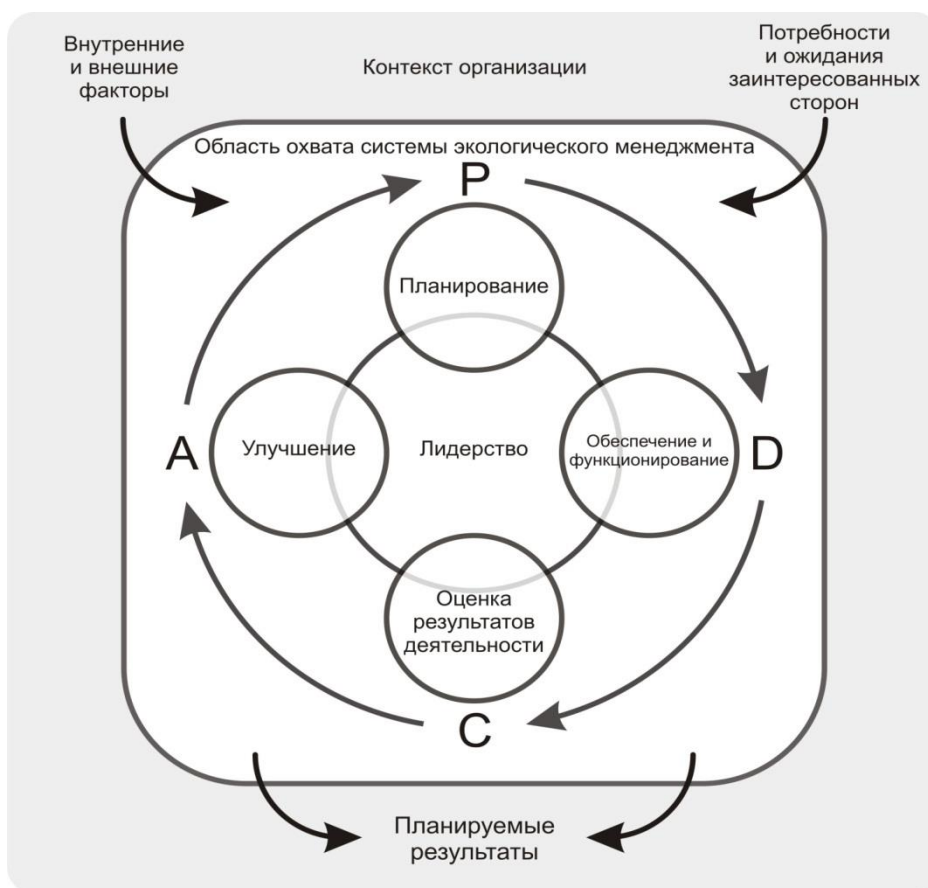 Внутренние
и внешние
факторы
Контекст организации
Потребности
и ожидания
заинтересованных
сторон
Область охвата системы экологического менеджмента
P
Планирование
A
Улучшение
Лидерство
Обеспечение и
функционирование
D
Оценка
результатов
деятельности
C
Планируемые
результаты